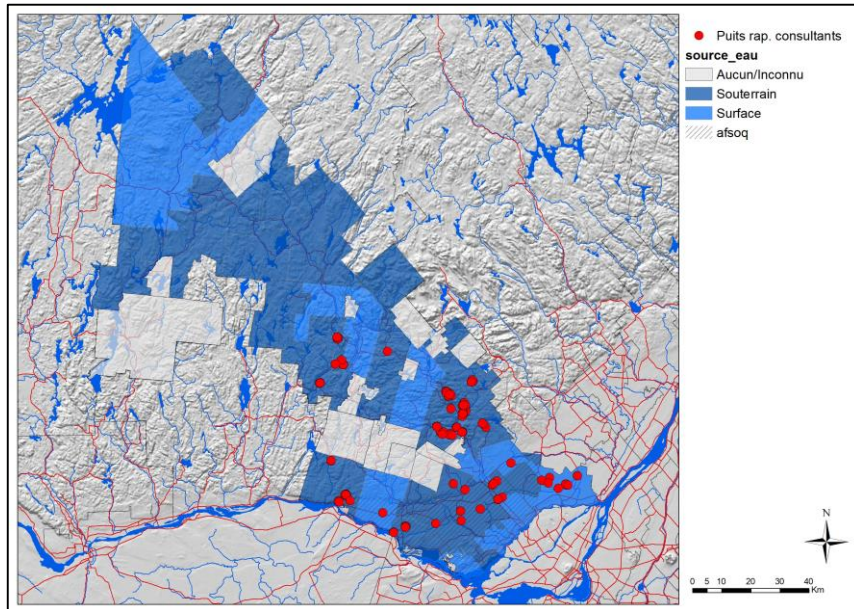 Puits rap. consultants
source_eau
Aucun/Inconnu
Souterrain
Surface
afsoq
N
0 5 10 20 30 40
Km